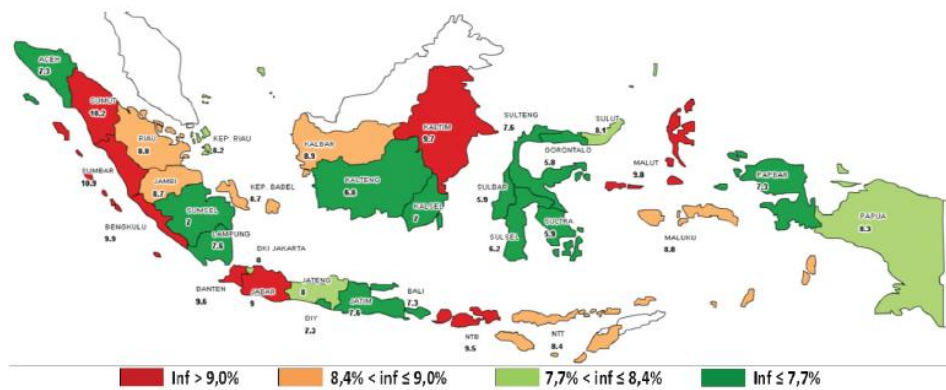 ACEH
7.3
SUMUT
10.2
RIAU
8.8
KEP. RIAU
8.2
SUMBAR
10.9
JAMBI
8.7
KEP. BABEL
8.7
SUMSEL
7
BENGKULU
9.9
LAMPUNG
7.6
DKI JAKARTA
8
BANTEN
9.6
JABAR
9
JATENG
8
DIY
7.3
JATIM
7.6
BALI
7.3
NTB
9.5
NTT
8.4
KALBAR
8.9
KALTENG
6.8
KALTIM
9.7
KALSEL
7
SULTENG
7.6
SULUT
8.1
GORONTALO
5.8
SULBAR
5.9
SULTRA
5.9
SULSEL
6.2
MALUT
9.8
MALUKU
8.8
PAPBAR
7.3
PAPUA
8.3
Inf > 9,0% 8,4% < inf ≤ 9,0% 7,7% < inf ≤ 8,4% Inf ≤ 7,7%